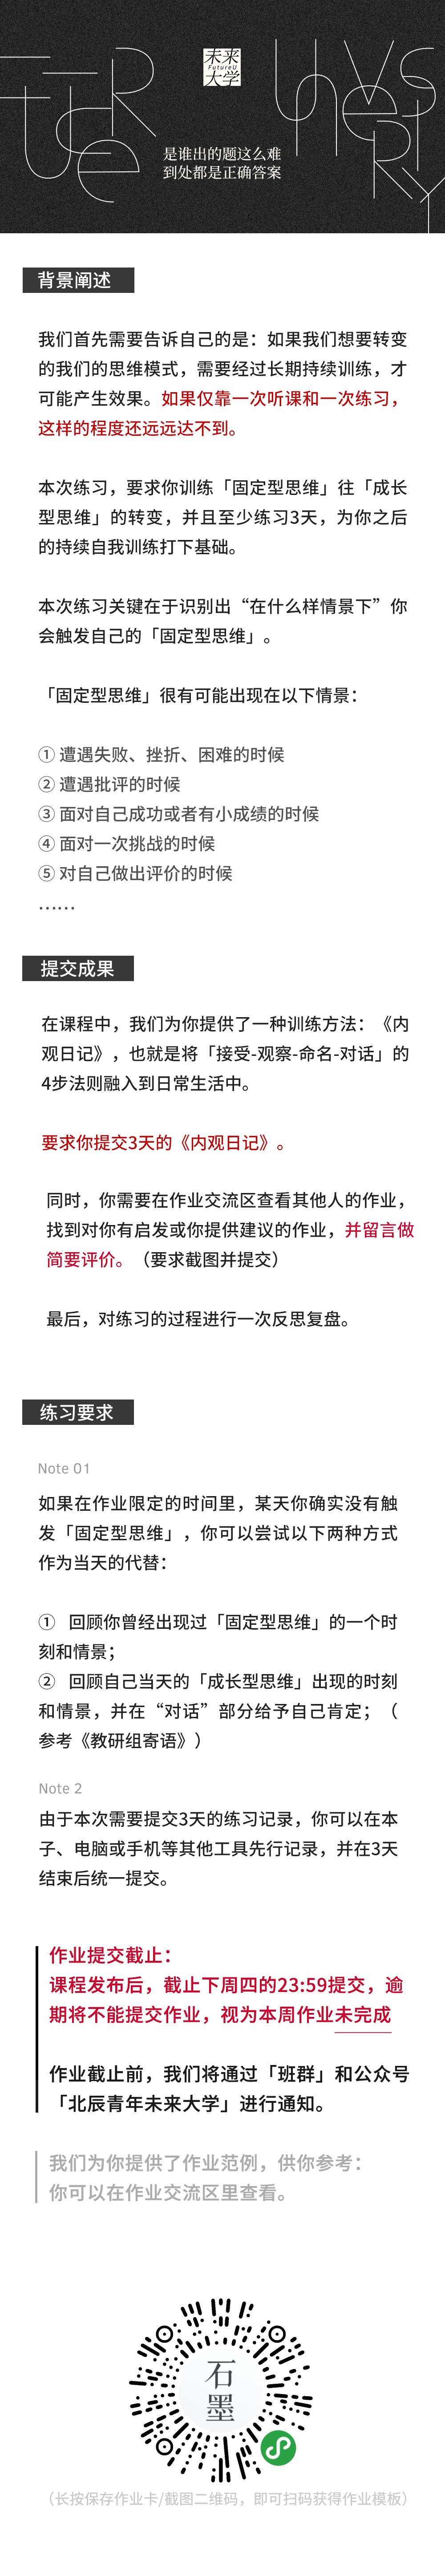 未来
FutureU
大学
FUTURE
UNIVERSITY
是谁出的题这么难
到处都是正确答案
背景阐述
我们首先需要告诉自己的是：如果我们想要转变
的我们的思维模式，需要经过长期持续训练，才
可能产生效果。如果仅靠一次听课和一次练习，
这样的程度还远远达不到。
本次练习，要求你训练「固定型思维」往「成长
型思维」的转变，并且至少练习3天，为你之后
的持续自我训练打下基础。
本次练习关键在于识别出“在什么样情景下”你
会触发自己的「固定型思维」。
「固定型思维」很有可能出现在以下情景：
① 遭遇失败、挫折、困难的时候
② 遭遇批评的时候
③ 面对自己成功或者有小成绩的时候
④ 面对一次挑战的时候
⑤ 对自己做出评价的时候
……
提交成果
在课程中，我们为你提供了一种训练方法：《内
观日记》，也就是将「接受-观察-命名-对话」的
4步法则融入到日常生活中。
要求你提交3天的《内观日记》。
同时，你需要在作业交流区查看其他人的作业，
找到对你有启发或你提供建议的作业，并留言做
简要评价。（要求截图并提交）
最后，对练习的过程进行一次反思复盘。
练习要求
Note 01
如果在作业限定的时间里，某天你确实没有触
发「固定型思维」，你可以尝试以下两种方式
作为当天的代替：
① 回顾你曾经出现过「固定型思维」的一个时
刻和情景；
② 回顾自己当天的「成长型思维」出现的时刻
和情景，并在“对话”部分给予自己肯定；（
参考《教研组寄语》）
Note 2
由于本次需要提交3天的练习记录，你可以在本
子、电脑或手机等其他工具先行记录，并在3天
结束后统一提交。
作业提交截止：
课程发布后，截止下周四的23:59提交，逾
期将不能提交作业，视为本周作业未完成
作业截止前，我们将通过「班群」和公众号
「北辰青年未来大学」进行通知。
我们为你提供了作业范例，供你参考：
你可以在作业交流区里查看。
石
墨
（长按保存作业卡/截图二维码，即可扫码获得作业模板）